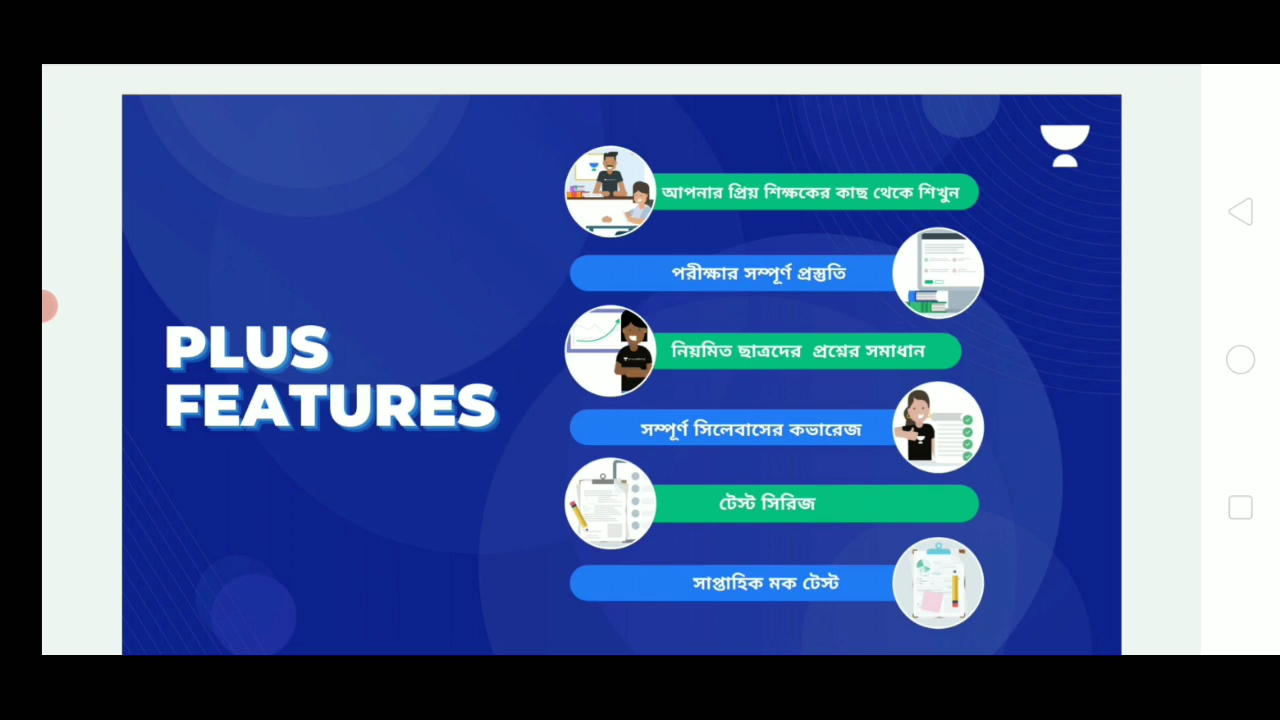 PLUS
FEATURES
আপনার প্রিয় শিক্ষকের কাছ থেকে শিখুন
পরীক্ষার সম্পূর্ণ প্রস্তুতি
নিয়মিত ছাত্রদের প্রশ্নের সমাধান
সম্পূর্ণ সিলেবাসের কভারেজ
টেস্ট সিরিজ
সাপ্তাহিক মক টেস্ট